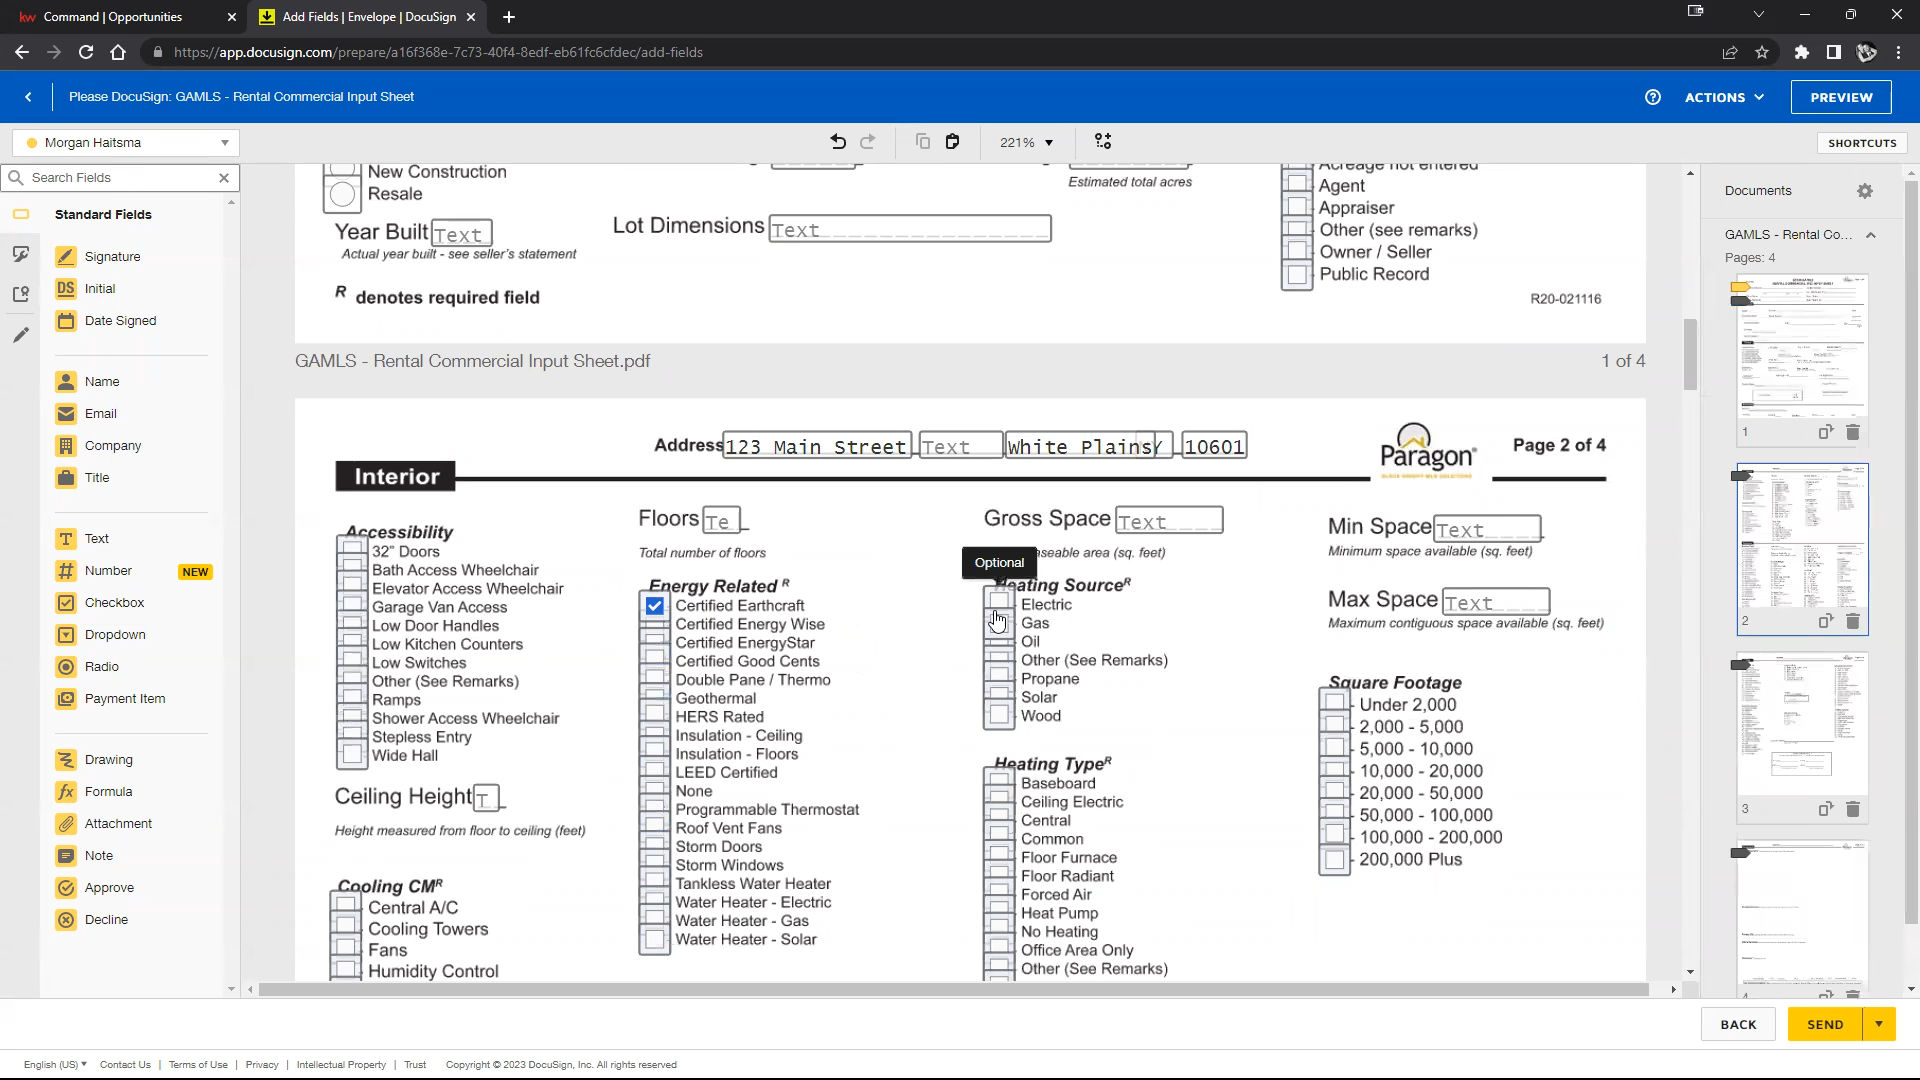 Command | Opportunities
Add Fields | Envelope | DocuSign
https://app.docusign.com/prepare/a16f368e-7c73-40f4-8edf-eb61fc6cfdec/add-fields
Please DocuSign: GAMLS - Rental Commercial Input Sheet
ACTIONS
PREVIEW
Morgan Haitsma
221%
SHORTCUTS
Search Fields
Standard Fields
Signature
Initial
Date Signed
Name
Email
Company
Title
Text
Number NEW
Checkbox
Dropdown
Radio
Payment Item
Drawing
Formula
Attachment
Note
Approve
Decline
New Construction
Resale
Year Built Text
Actual year built - see seller's statement
R denotes required field
Lot Dimensions Text
Estimated total acres
Acreage not entered
Agent
Appraiser
Other (see remarks)
Owner / Seller
Public Record
R20-021116
GAMLS - Rental Commercial Input Sheet.pdf
1 of 4
Address 123 Main Street Text White Plains Y 10601
Paragon
Page 2 of 4
Interior
Accessibility
32" Doors
Bath Access Wheelchair
Elevator Access Wheelchair
Garage Van Access
Low Door Handles
Low Kitchen Counters
Low Switches
Other (See Remarks)
Ramps
Shower Access Wheelchair
Stepless Entry
Wide Hall
Ceiling Height T
Height measured from floor to ceiling (feet)
Cooling CM R
Central A/C
Cooling Towers
Fans
Humidity Control
Floors Te
Total number of floors
Energy Related R
Certified Earthcraft
Certified Energy Wise
Certified EnergyStar
Certified Good Cents
Double Pane / Thermo
Geothermal
HERS Rated
Insulation - Ceiling
Insulation - Floors
LEED Certified
None
Programmable Thermostat
Roof Vent Fans
Storm Doors
Storm Windows
Tankless Water Heater
Water Heater - Electric
Water Heater - Gas
Water Heater - Solar
Gross Space Text
Optional
easeable area (sq. feet)
Heating Source R
Electric
Gas
Oil
Other (See Remarks)
Propane
Solar
Wood
Heating Type R
Baseboard
Ceiling Electric
Central
Common
Floor Furnace
Floor Radiant
Forced Air
Heat Pump
No Heating
Office Area Only
Other (See Remarks)
Min Space Text
Minimum space available (sq. feet)
Max Space Text
Maximum contiguous space available (sq. feet)
Square Footage
Under 2,000
2,000 - 5,000
5,000 - 10,000
10,000 - 20,000
20,000 - 50,000
50,000 - 100,000
100,000 - 200,000
200,000 Plus
Documents
GAMLS - Rental Co...
Pages: 4
1
2
3
4
BACK
SEND
English (US) Contact Us | Terms of Use | Privacy | Intellectual Property | Trust Copyright © 2023 DocuSign, Inc. All rights reserved